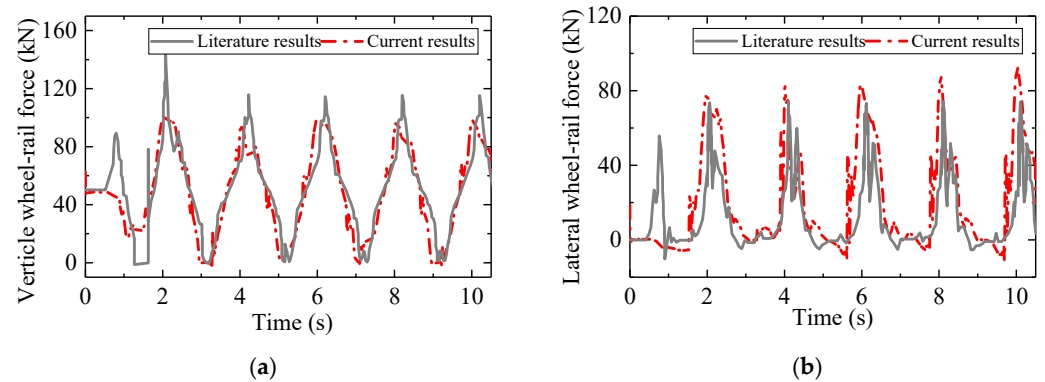 Verticle wheel-rail force (kN)
160
120
80
40
0
Literature results
Current results
0 2 4 6 8 10
Time (s)
(a)
Lateral wheel-rail force (kN)
120
80
40
0
Literature results
Current results
0 2 4 6 8 10
Time (s)
(b)